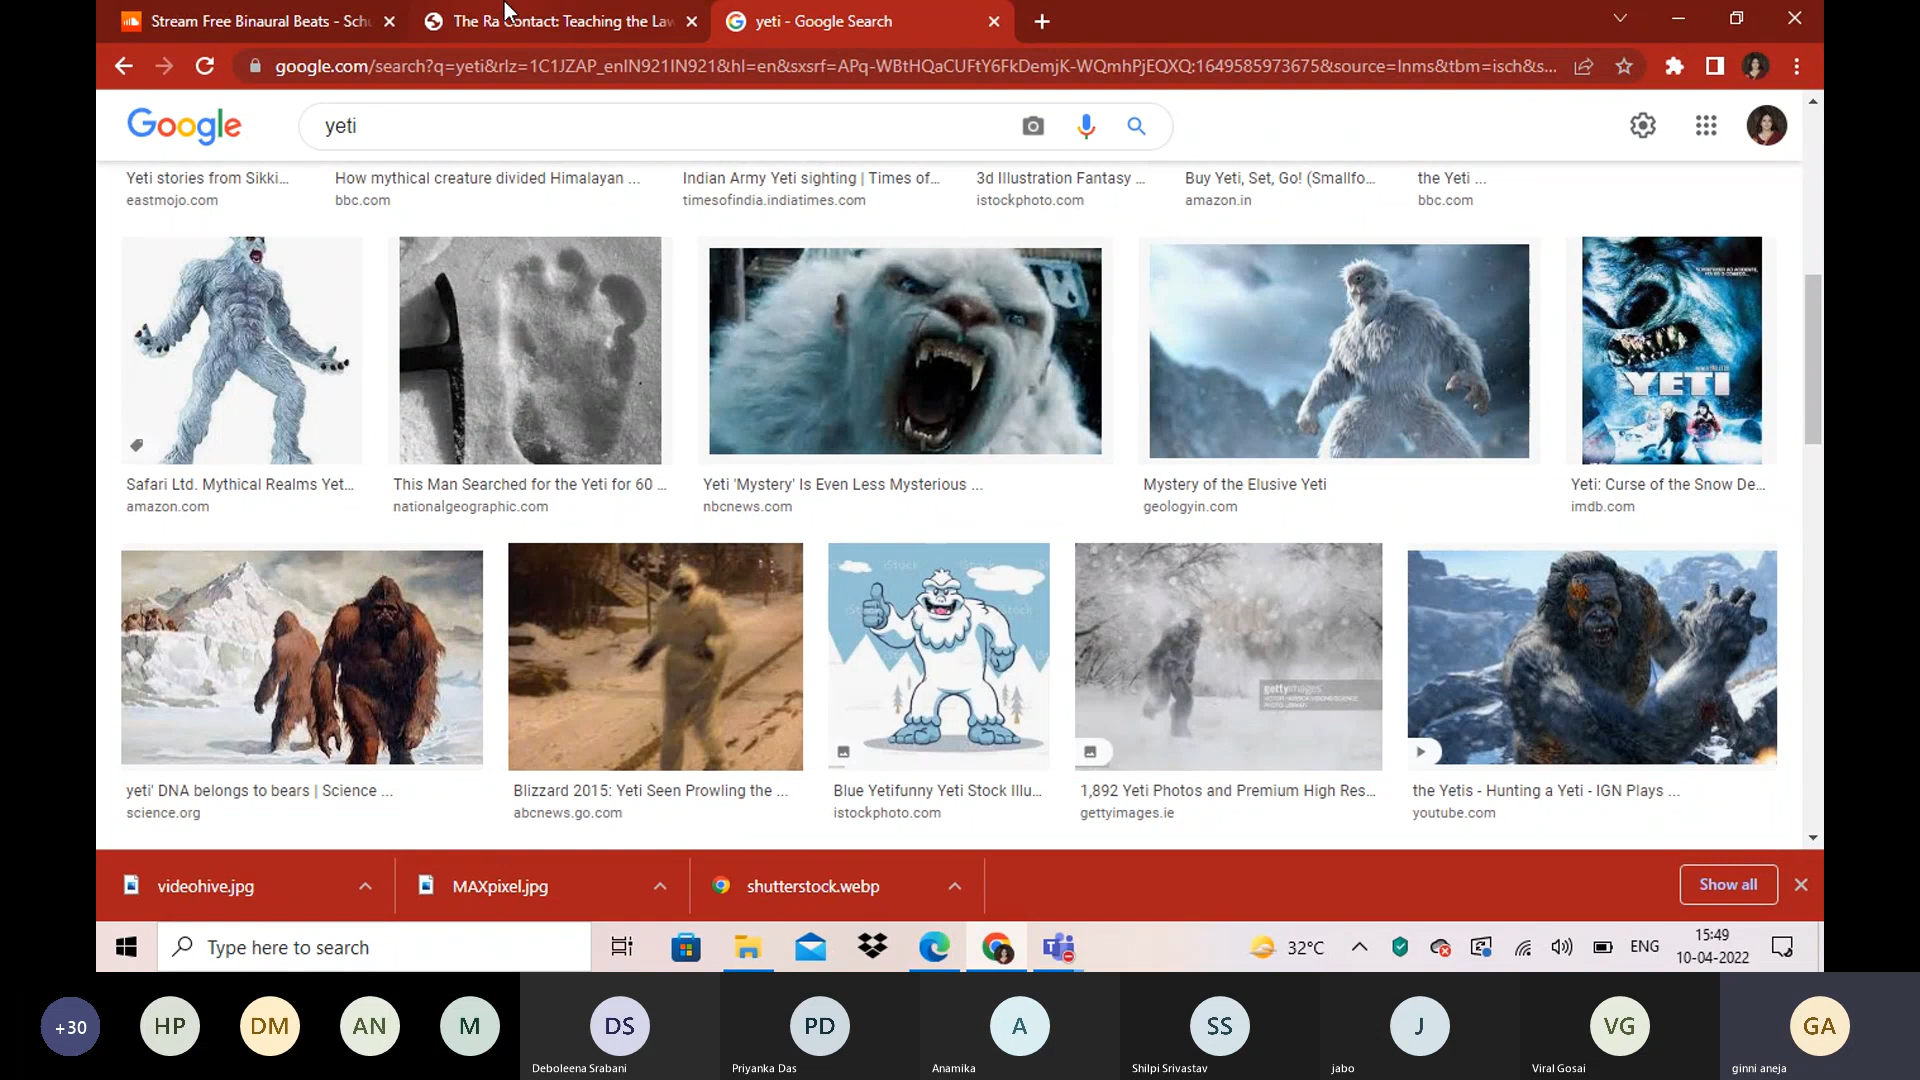 Stream Free Binaural Beats - Schu
The Ra Contact: Teaching the Law
yeti - Google Search
google.com/search?q=yeti&rlz=1C1JZAP_enIN921IN921&hl=en&sxsrf=APq-WBtHQaCUFtY6FkDemjK-WQmhPjEQXQ:1649585973675&source=lnms&tbm=isch&s...
Google
yeti
Yeti stories from Sikki...
eastmojo.com
How mythical creature divided Himalayan ...
bbc.com
Indian Army Yeti sighting | Times of...
timesofindia.indiatimes.com
3d Illustration Fantasy ...
istockphoto.com
Buy Yeti, Set, Go! (Smallfo...
amazon.in
the Yeti ...
bbc.com
YETI
Safari Ltd. Mythical Realms Yet...
amazon.com
This Man Searched for the Yeti for 60 ...
nationalgeographic.com
Yeti 'Mystery' Is Even Less Mysterious ...
nbcnews.com
Mystery of the Elusive Yeti
geologyin.com
Yeti: Curse of the Snow De...
imdb.com
iStock
gettyimages
yeti' DNA belongs to bears | Science ...
science.org
Blizzard 2015: Yeti Seen Prowling the ...
abcnews.go.com
Blue Yetifunny Yeti Stock Illu...
istockphoto.com
1,892 Yeti Photos and Premium High Res...
gettyimages.ie
the Yetis - Hunting a Yeti - IGN Plays ...
youtube.com
videohive.jpg
MAXpixel.jpg
shutterstock.webp
Show all
Type here to search
32°C
ENG
15:49
10-04-2022
+30
HP
DM
AN
M
DS
Deboleena Srabani
PD
Priyanka Das
A
Anamika
SS
Shilpi Srivastav
J
jabo
VG
Viral Gosai
GA
ginni aneja